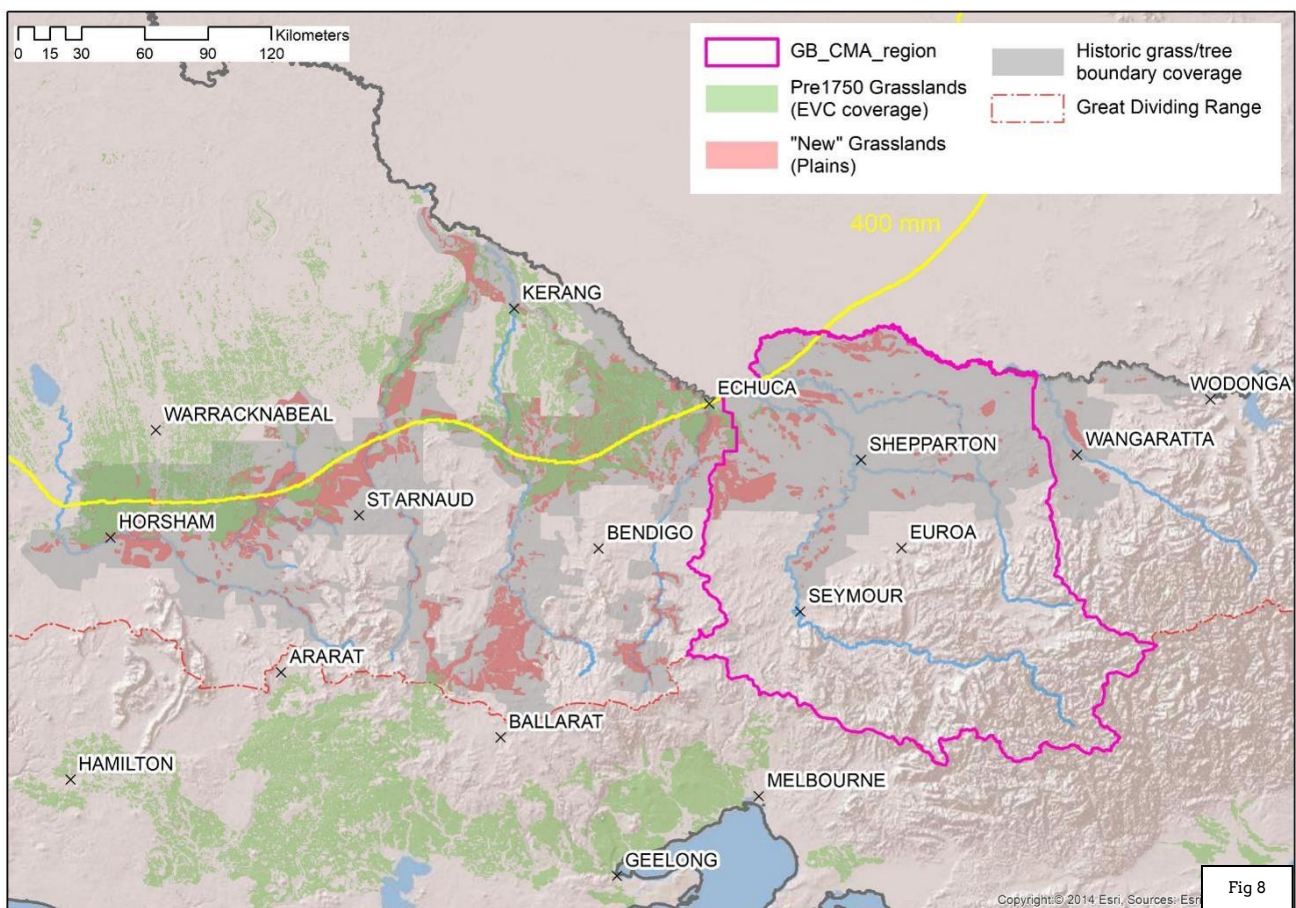 Kilometers
0 15 30 60 90 120
GB_CMA_region
Pre1750 Grasslands
(EVC coverage)
"New" Grasslands
(Plains)
Historic grass/tree
boundary coverage
Great Dividing Range
400 mm
KERANG
ECHUCA
WODONGA
WARRACKNABEAL
SHEPPARTON
WANGARATTA
ST ARNAUD
HORSHAM
BENDIGO
EUROA
SEYMOUR
ARARAT
BALLARAT
HAMILTON
MELBOURNE
GEELONG
Fig 8
Copyright:© 2014 Esri, Sources: Esri